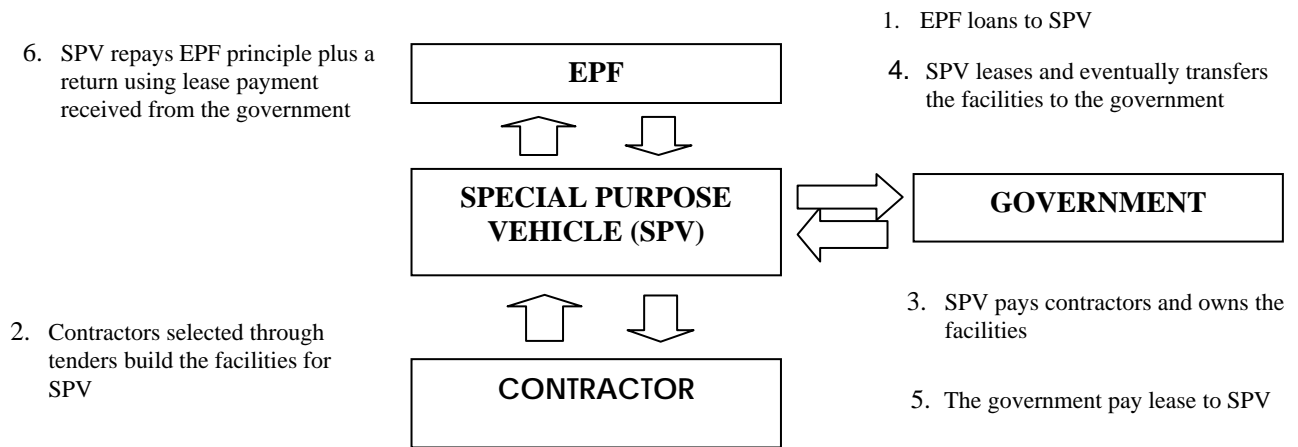 1. EPF loans to SPV
6. SPV repays EPF principle plus a
return using lease payment
received from the government
EPF
4. SPV leases and eventually transfers
the facilities to the government
SPECIAL PURPOSE
VEHICLE (SPV)
GOVERNMENT
3. SPV pays contractors and owns the
facilities
2. Contractors selected through
tenders build the facilities for
SPV
CONTRACTOR
5. The government pay lease to SPV